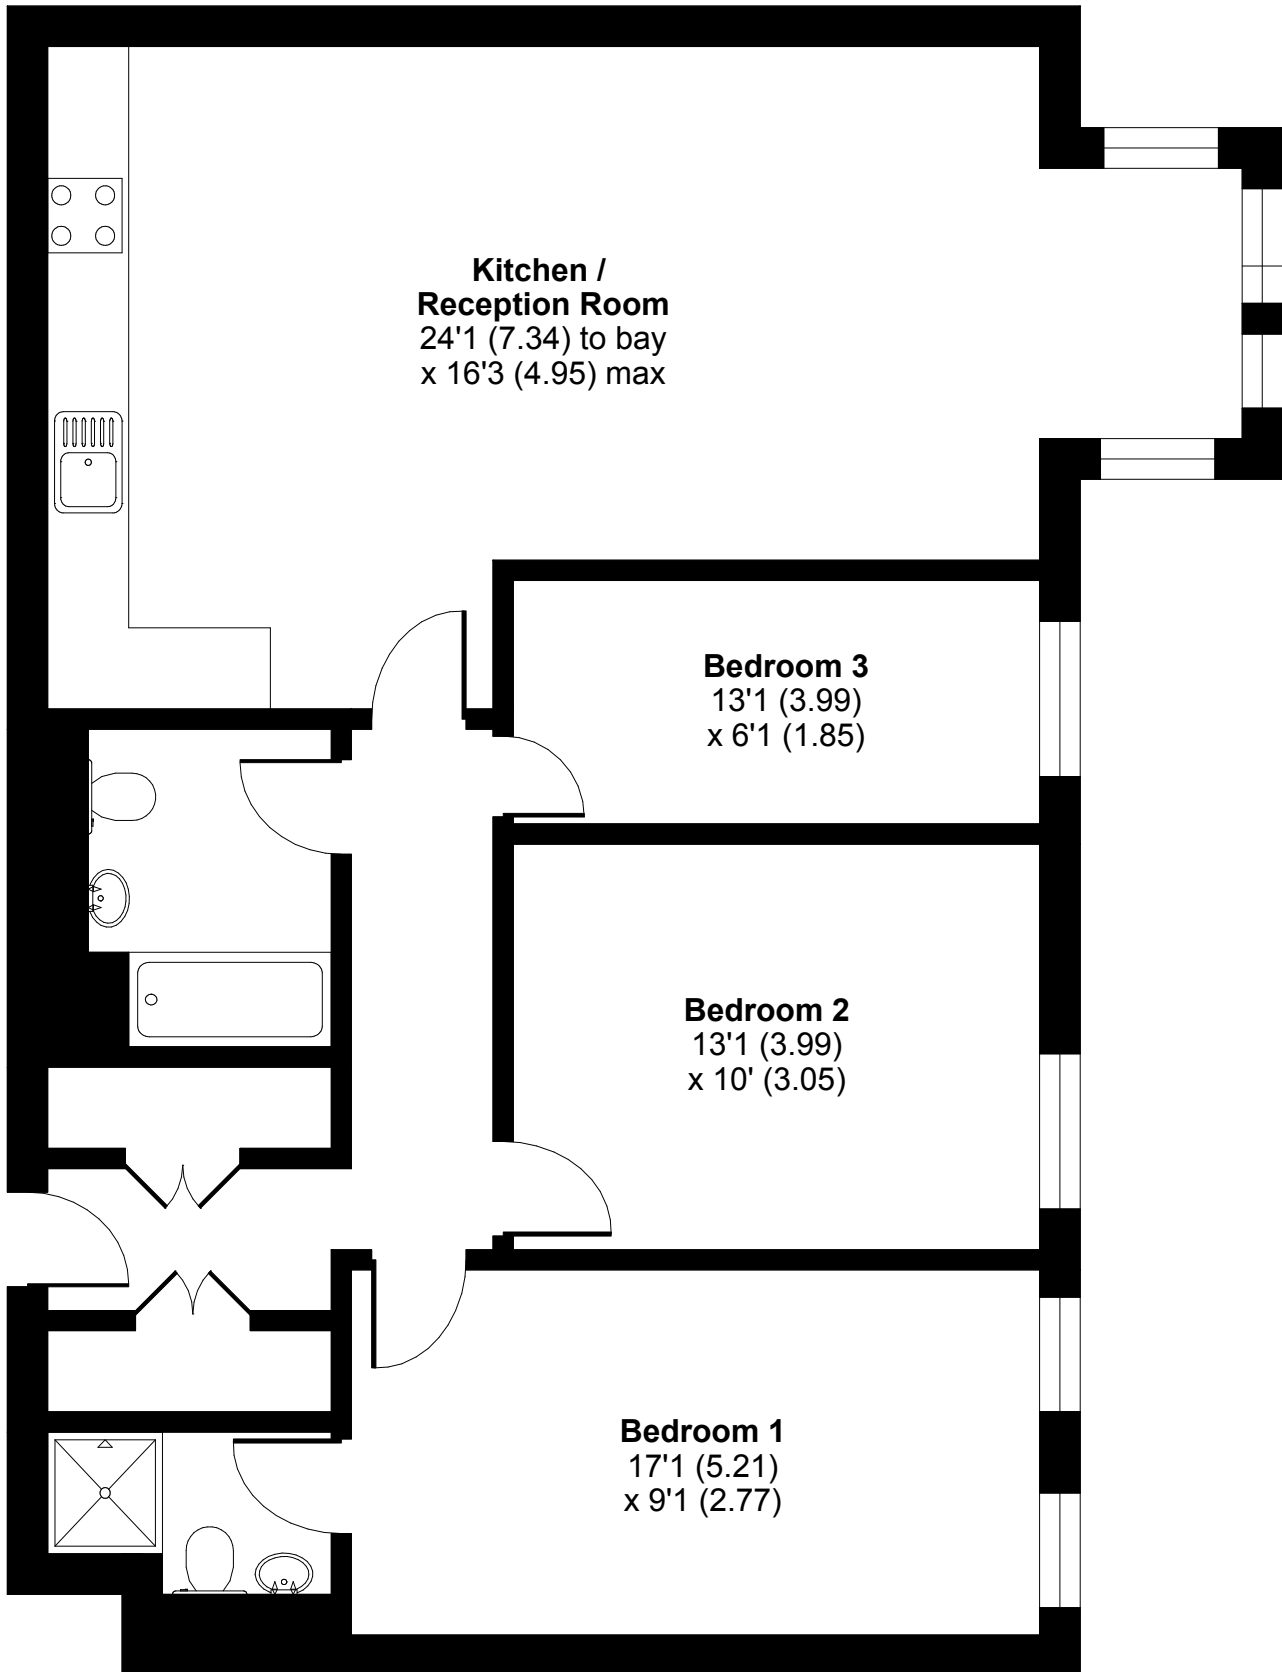 Kitchen /
Reception Room
24'1 (7.34) to bay
x 16'3 (4.95) max
Bedroom 3
13'1 (3.99)
x 6'1 (1.85)
Bedroom 2
13'1 (3.99)
x 10' (3.05)
Bedroom 1
17'1 (5.21)
x 9'1 (2.77)